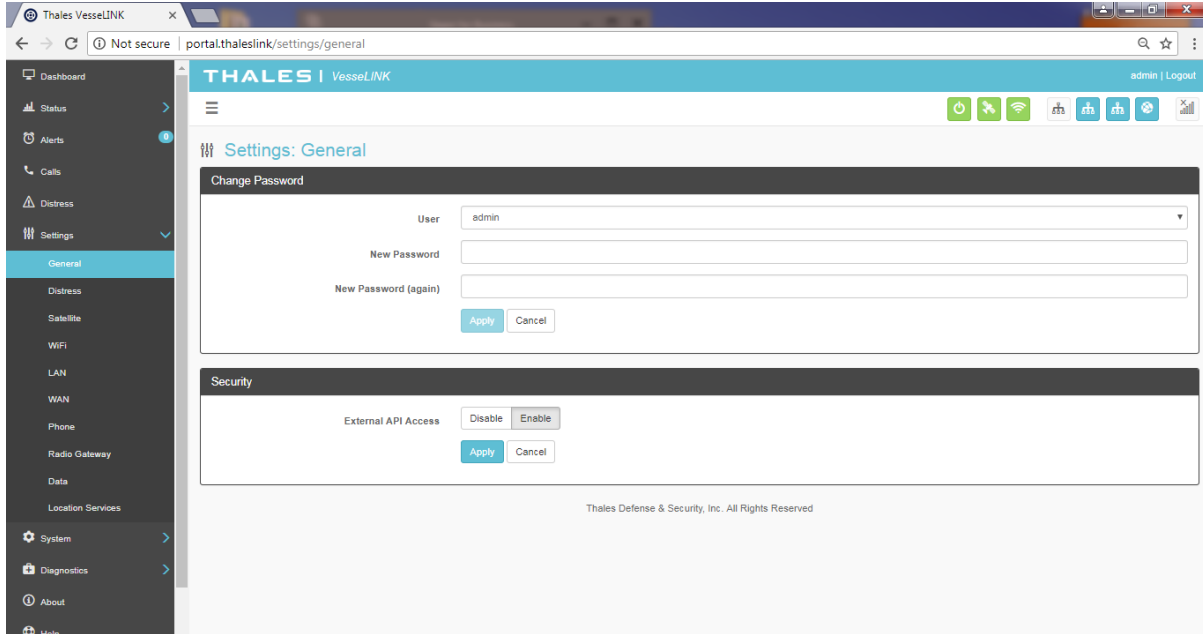 Thales VesseLINK
Not secure | portal.thaleslink/settings/general
Dashboard
Status
Alerts 0
Calls
Distress
Settings
General
Distress
Satellite
WiFi
LAN
WAN
Phone
Radio Gateway
Data
Location Services
System
Diagnostics
About
Help
THALES | VesseLINK
admin | Logout
Settings: General
Change Password
User admin
New Password
New Password (again)
Apply Cancel
Security
External API Access Disable Enable
Apply Cancel
Thales Defense & Security, Inc. All Rights Reserved